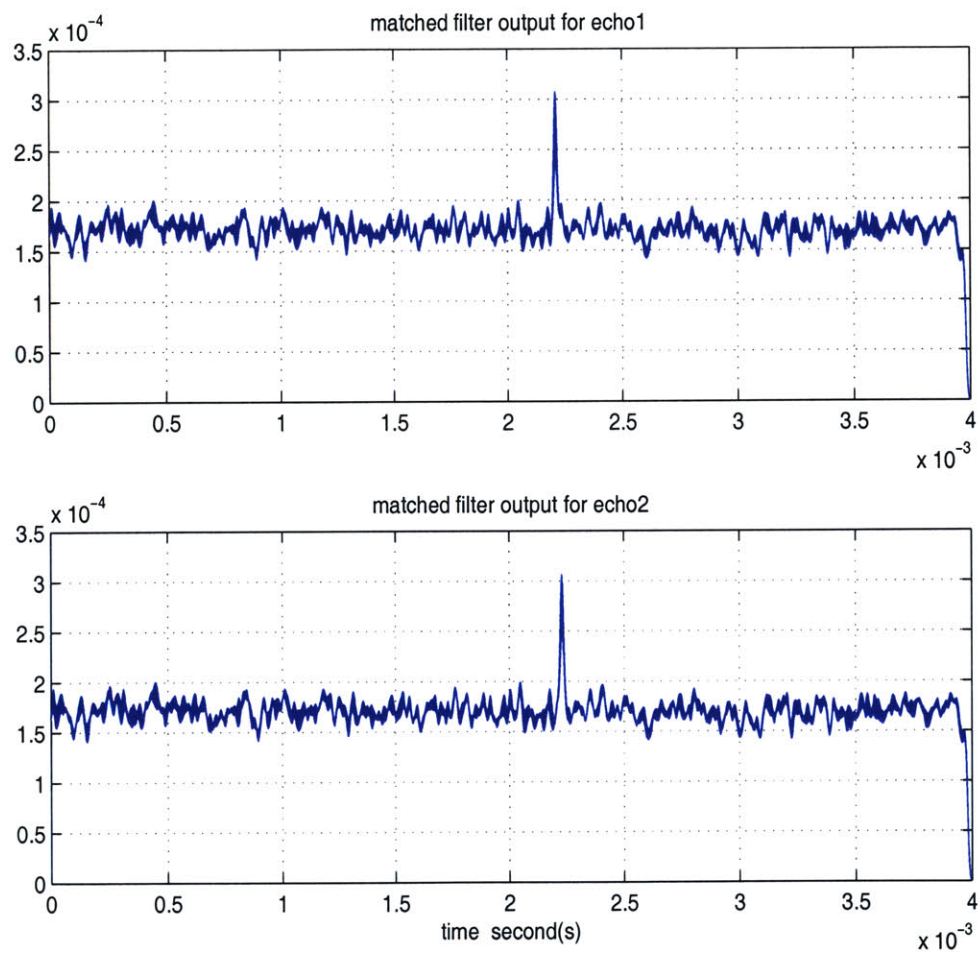 matched filter output for echo1
x 10⁻⁴
3.5
3
2.5
2
1.5
1
0.5
0
0 0.5 1 1.5 2 2.5 3 3.5 4
x 10⁻³
matched filter output for echo2
x 10⁻⁴
3.5
3
2.5
2
1.5
1
0.5
0
0 0.5 1 1.5 2 2.5 3 3.5 4
time second(s)
x 10⁻³